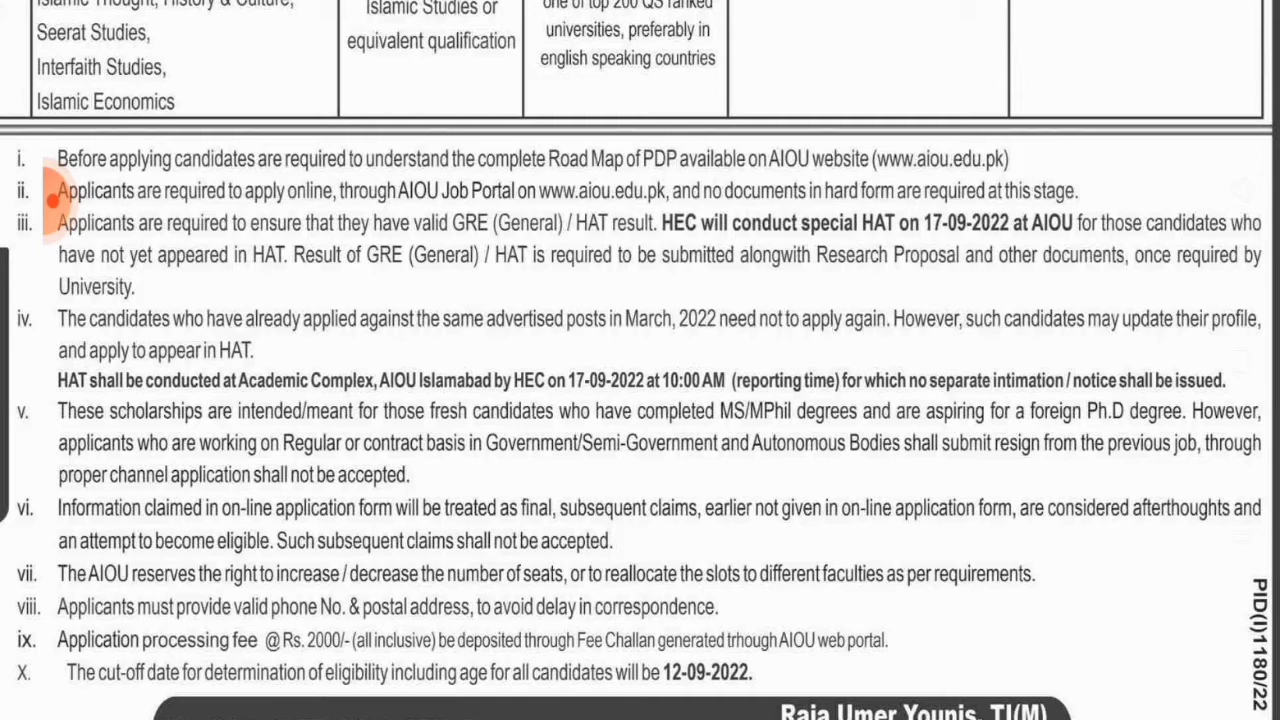 Islamic Thought, History & Culture,
Seerat Studies,
Interfaith Studies,
Islamic Economics
Islamic Studies or
equivalent qualification
one of top 200 QS ranked
universities, preferably in
english speaking countries
i. Before applying candidates are required to understand the complete Road Map of PDP available on AIOU website (www.aiou.edu.pk)
ii. Applicants are required to apply online, through AIOU Job Portal on www.aiou.edu.pk, and no documents in hard form are required at this stage.
iii. Applicants are required to ensure that they have valid GRE (General) / HAT result. HEC will conduct special HAT on 17-09-2022 at AIOU for those candidates who
have not yet appeared in HAT. Result of GRE (General) / HAT is required to be submitted alongwith Research Proposal and other documents, once required by
University.
iv. The candidates who have already applied against the same advertised posts in March, 2022 need not to apply again. However, such candidates may update their profile,
and apply to appear in HAT.
HAT shall be conducted at Academic Complex, AIOU Islamabad by HEC on 17-09-2022 at 10:00 AM (reporting time) for which no separate intimation / notice shall be issued.
v. These scholarships are intended/meant for those fresh candidates who have completed MS/MPhil degrees and are aspiring for a foreign Ph.D degree. However,
applicants who are working on Regular or contract basis in Government/Semi-Government and Autonomous Bodies shall submit resign from the previous job, through
proper channel application shall not be accepted.
vi. Information claimed in on-line application form will be treated as final, subsequent claims, earlier not given in on-line application form, are considered afterthoughts and
an attempt to become eligible. Such subsequent claims shall not be accepted.
vii. The AIOU reserves the right to increase / decrease the number of seats, or to reallocate the slots to different faculties as per requirements.
viii. Applicants must provide valid phone No. & postal address, to avoid delay in correspondence.
ix. Application processing fee @ Rs. 2000/- (all inclusive) be deposited through Fee Challan generated trhough AIOU web portal.
X. The cut-off date for determination of eligibility including age for all candidates will be 12-09-2022.
PID(I)1180/22
Raja Umer Younis, TI(M)